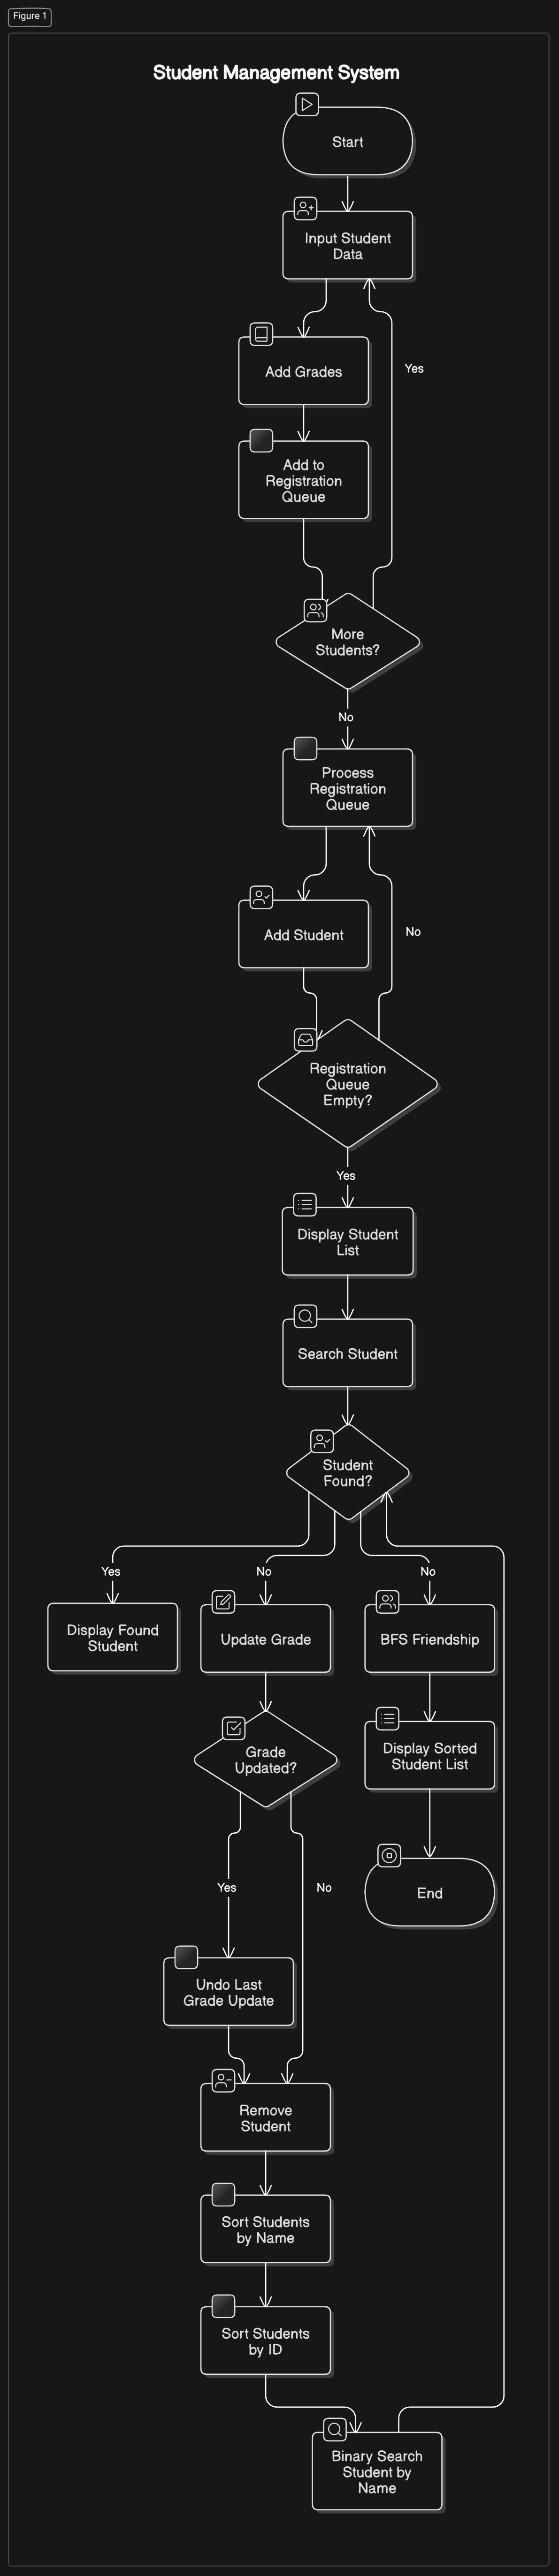 Figure 1
Student Management System
Start
Input Student
Data
Add Grades
Yes
Add to
Registration
Queue
More
Students?
No
Process
Registration
Queue
Add Student
No
Registration
Queue
Empty?
Yes
Display Student
List
Search Student
Student
Found?
Yes
No
No
Display Found
Student
Update Grade
BFS Friendship
Grade
Updated?
Display Sorted
Student List
Yes
No
End
Undo Last
Grade Update
Remove
Student
Sort Students
by Name
Sort Students
by ID
Binary Search
Student by
Name